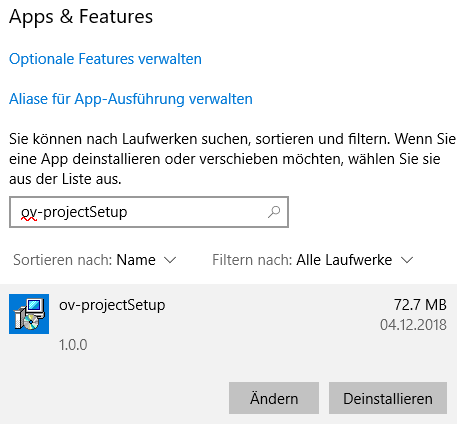 Apps & Features
Optionale Features verwalten
Aliase für App-Ausführung verwalten
Sie können nach Laufwerken suchen, sortieren und filtern. Wenn Sie
eine App deinstallieren oder verschieben möchten, wählen Sie sie
aus der Liste aus.
ov-projectSetup
Sortieren nach: Name Filtern nach: Alle Laufwerke
ov-projectSetup 72.7 MB
04.12.2018
1.0.0
Ändern Deinstallieren